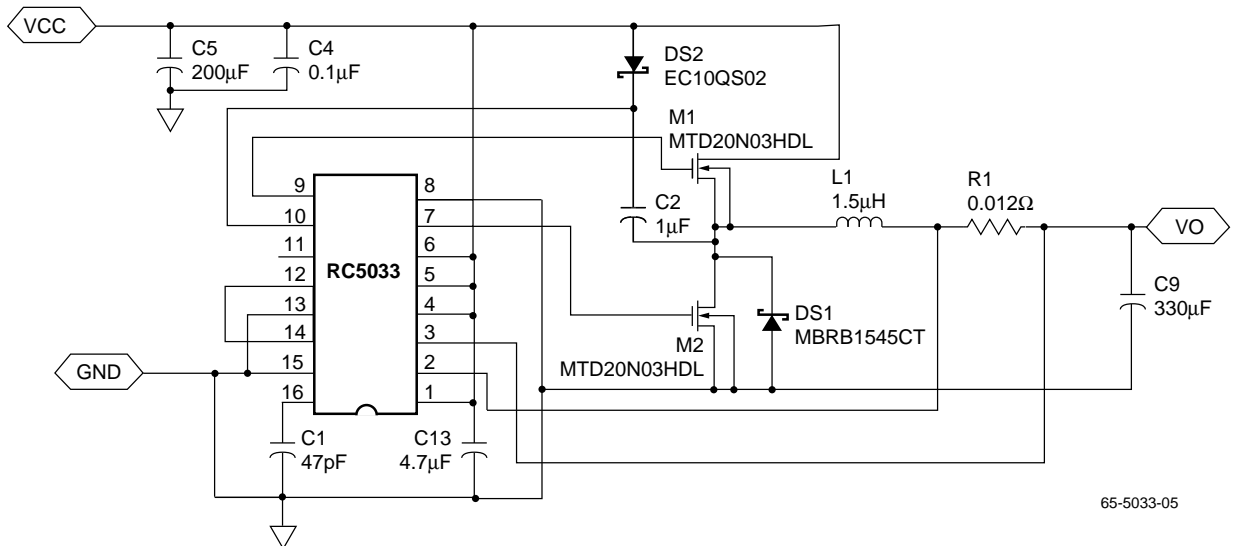 VCC
C5
200µF
C4
0.1µF
DS2
EC10QS02
M1
MTD20N03HDL
L1
1.5µH
R1
0.012Ω
VO
C2
1µF
C9
330µF
RC5033
9
10
11
12
13
14
15
16
8
7
6
5
4
3
2
1
DS1
MBRB1545CT
M2
MTD20N03HDL
GND
C1
47pF
C13
4.7µF
65-5033-05